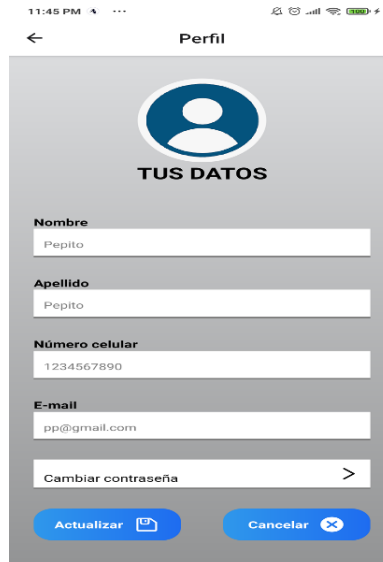 11:45 PM ...
100
Perfil
TUS DATOS
Nombre
Pepito
Apellido
Pepito
Número celular
1234567890
E-mail
pp@gmail.com
Cambiar contraseña >
Actualizar
Cancelar